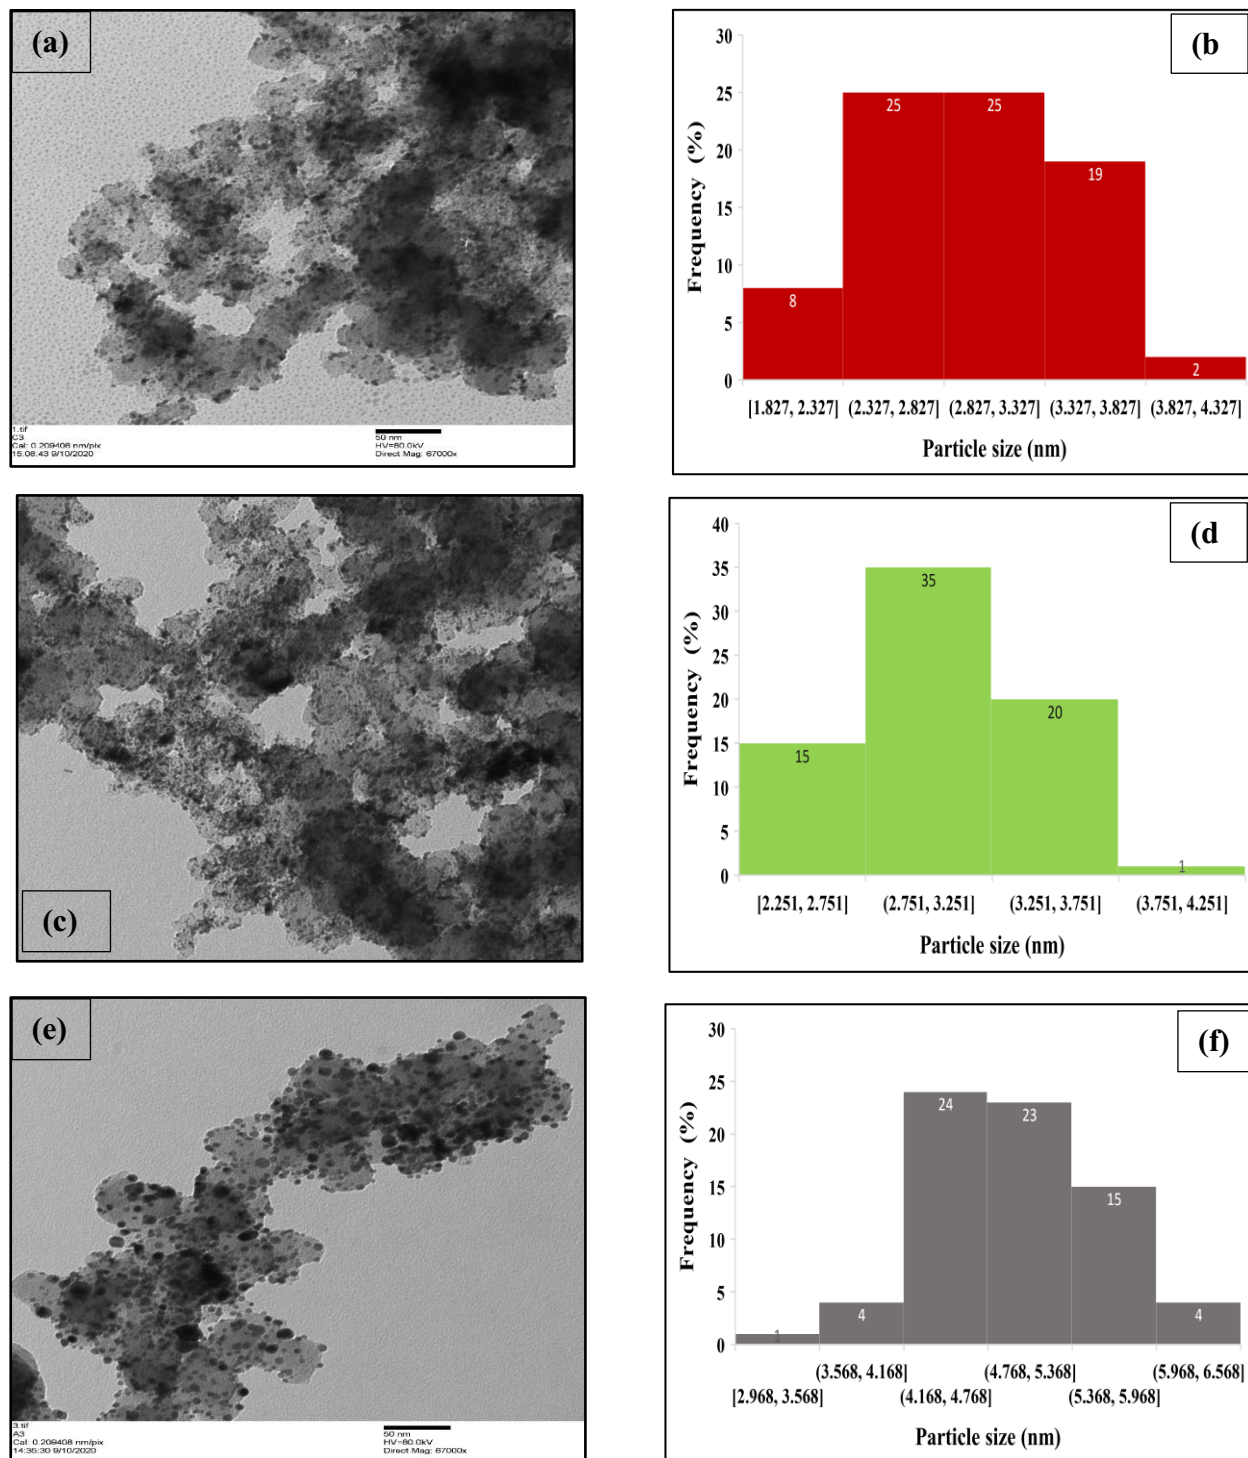 (a)
1.tif
C3
Cal: 0.209408 nm/pix
15:08:43 9/10/2020
50 nm
HV=80.0kV
Direct Mag: 67000x
(b
Frequency (%)
30
25
20
15
10
5
0
8
25
25
19
2
[1.827, 2.327] (2.327, 2.827] (2.827, 3.327] (3.327, 3.827] (3.827, 4.327]
Particle size (nm)
(c)
(d
Frequency (%)
40
35
30
25
20
15
10
5
0
15
35
20
1
[2.251, 2.751] (2.751, 3.251] (3.251, 3.751] (3.751, 4.251]
Particle size (nm)
(e)
3.tif
A3
Cal: 0.209408 nm/pix
14:35:30 9/10/2020
50 nm
HV=80.0kV
Direct Mag: 67000x
(f)
Frequency (%)
30
25
20
15
10
5
0
1
4
24
23
15
4
(3.568, 4.168] (4.768, 5.368] (5.968, 6.568]
[2.968, 3.568] (4.168, 4.768] (5.368, 5.968]
Particle size (nm)